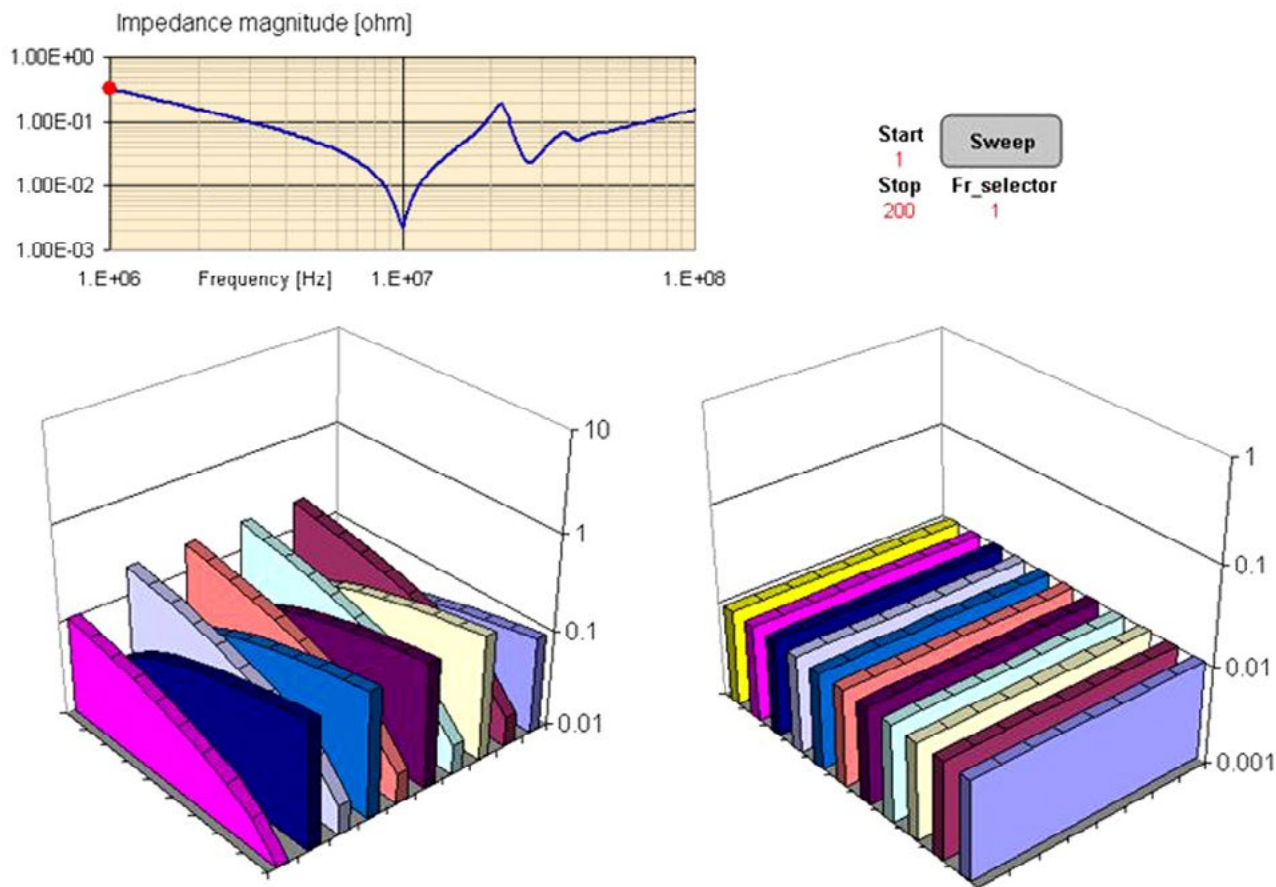 Impedance magnitude [ohm]
1.00E+00
1.00E-01
1.00E-02
1.00E-03
1.E+06 Frequency [Hz] 1.E+07 1.E+08
Start Sweep
1
Stop Fr_selector
200 1
10
1
0.1
0.01
1
0.1
0.01
0.001